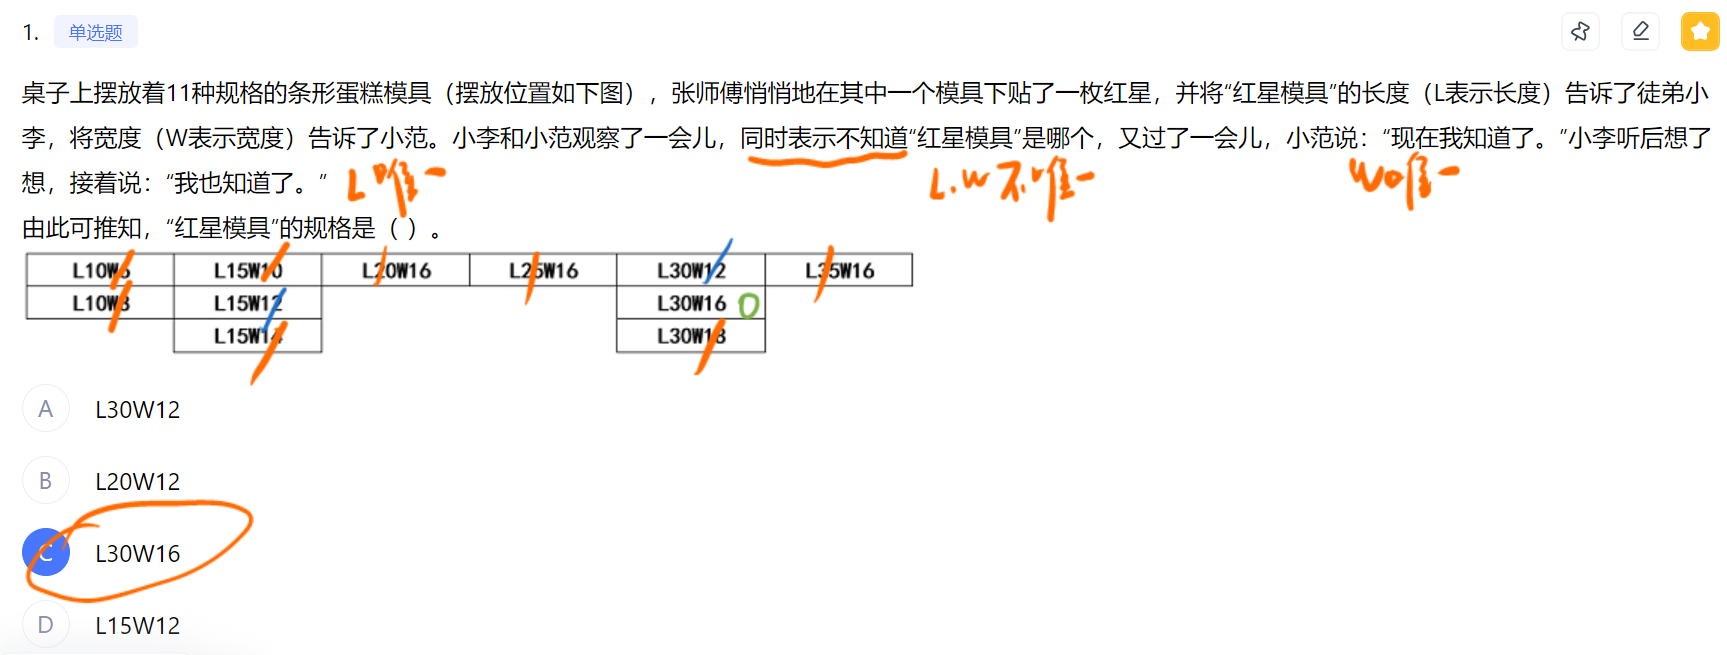 1. 单选题
桌子上摆放着11种规格的条形蛋糕模具（摆放位置如下图），张师傅悄悄地在其中一个模具下贴了一枚红星，并将“红星模具”的长度（L表示长度）告诉了徒弟小
李，将宽度（W表示宽度）告诉了小范。小李和小范观察了一会儿，同时表示不知道“红星模具”是哪个，又过了一会儿，小范说：“现在我知道了。”小李听后想了
想，接着说：“我也知道了。”
L唯一
L.W不唯一
W唯一
由此可推知，“红星模具”的规格是（ ）。
L10W6 L15W10 L20W16 L25W16 L30W12 L35W16
L10W8 L15W12 L30W16
L15W14 L30W18
A L30W12
B L20W12
C L30W16
D L15W12